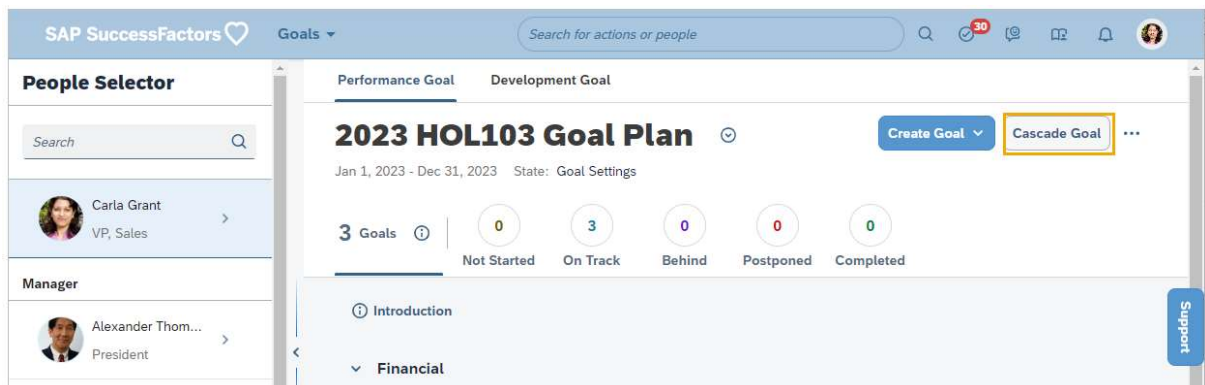 SAP SuccessFactors Goals
Search for actions or people
30
People Selector
Search
Carla Grant
VP, Sales
Manager
Alexander Thom...
President
Performance Goal Development Goal
2023 HOL103 Goal Plan
Create Goal Cascade Goal ...
Jan 1, 2023 - Dec 31, 2023 State: Goal Settings
3 Goals
0 3 0 0 0
Not Started On Track Behind Postponed Completed
Introduction
Financial
Support